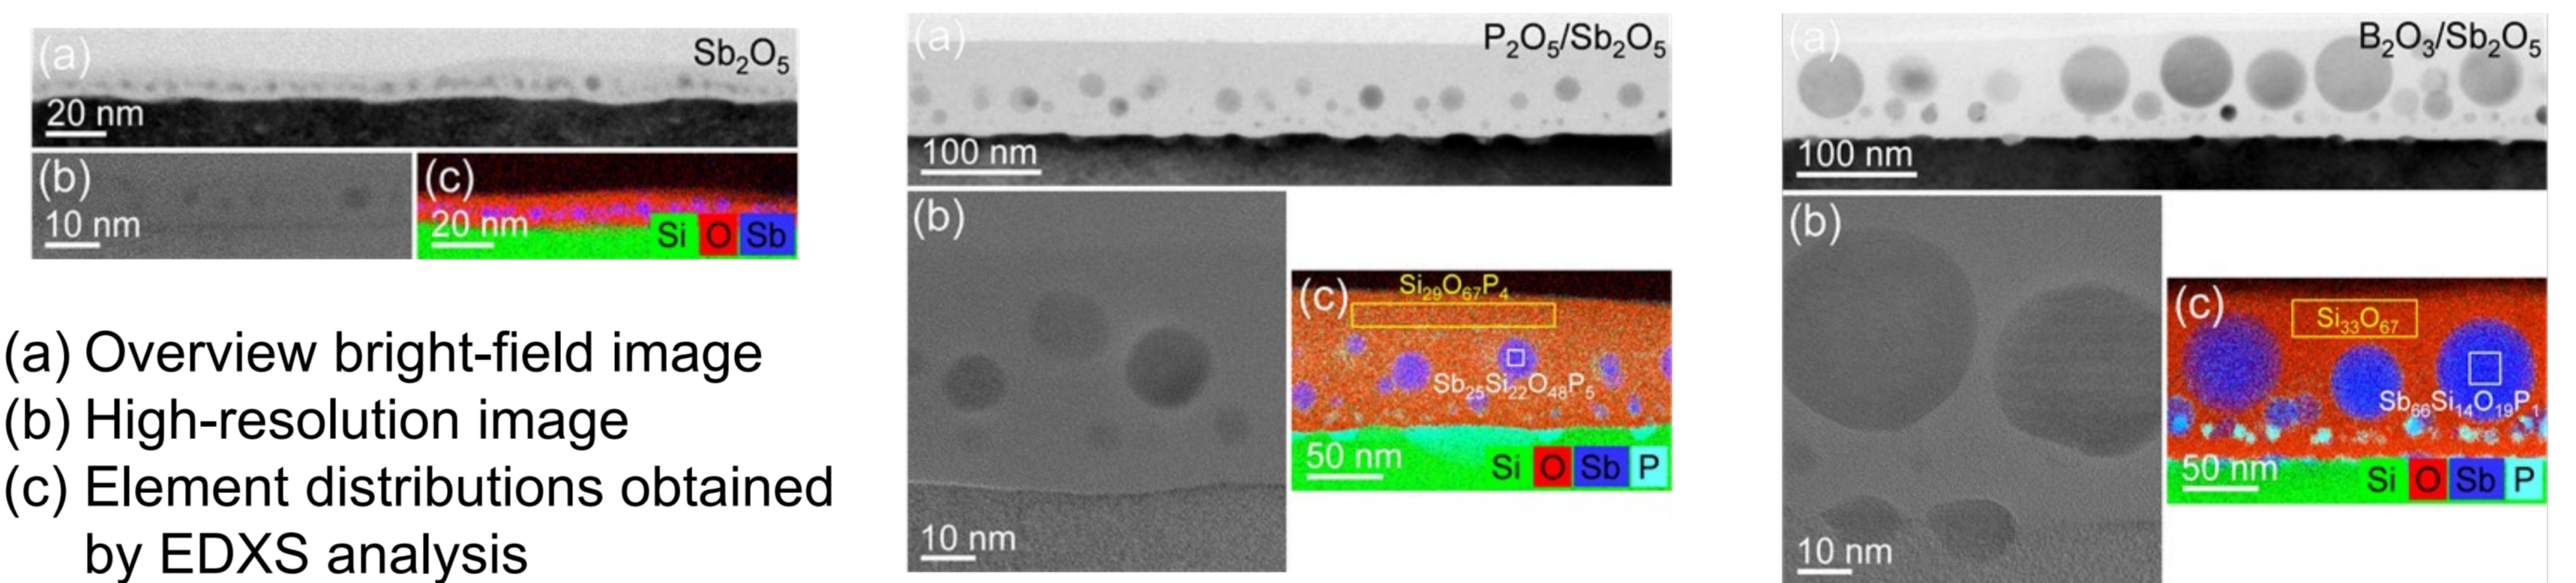 (a)
Sb₂O₅
20 nm
(b)
10 nm
(c)
20 nm
Si O Sb
(a) Overview bright-field image
(b) High-resolution image
(c) Element distributions obtained
by EDXS analysis
(a)
P₂O₅/Sb₂O₅
100 nm
(b)
10 nm
(c)
Si₂₉O₆₇P₄
Sb₂₅Si₂₂O₄₈P₅
50 nm
Si O Sb P
(a)
B₂O₃/Sb₂O₅
100 nm
(b)
10 nm
(c)
Si₃₃O₆₇
Sb₆₆Si₁₄O₁₉P₁
50 nm
Si O Sb P